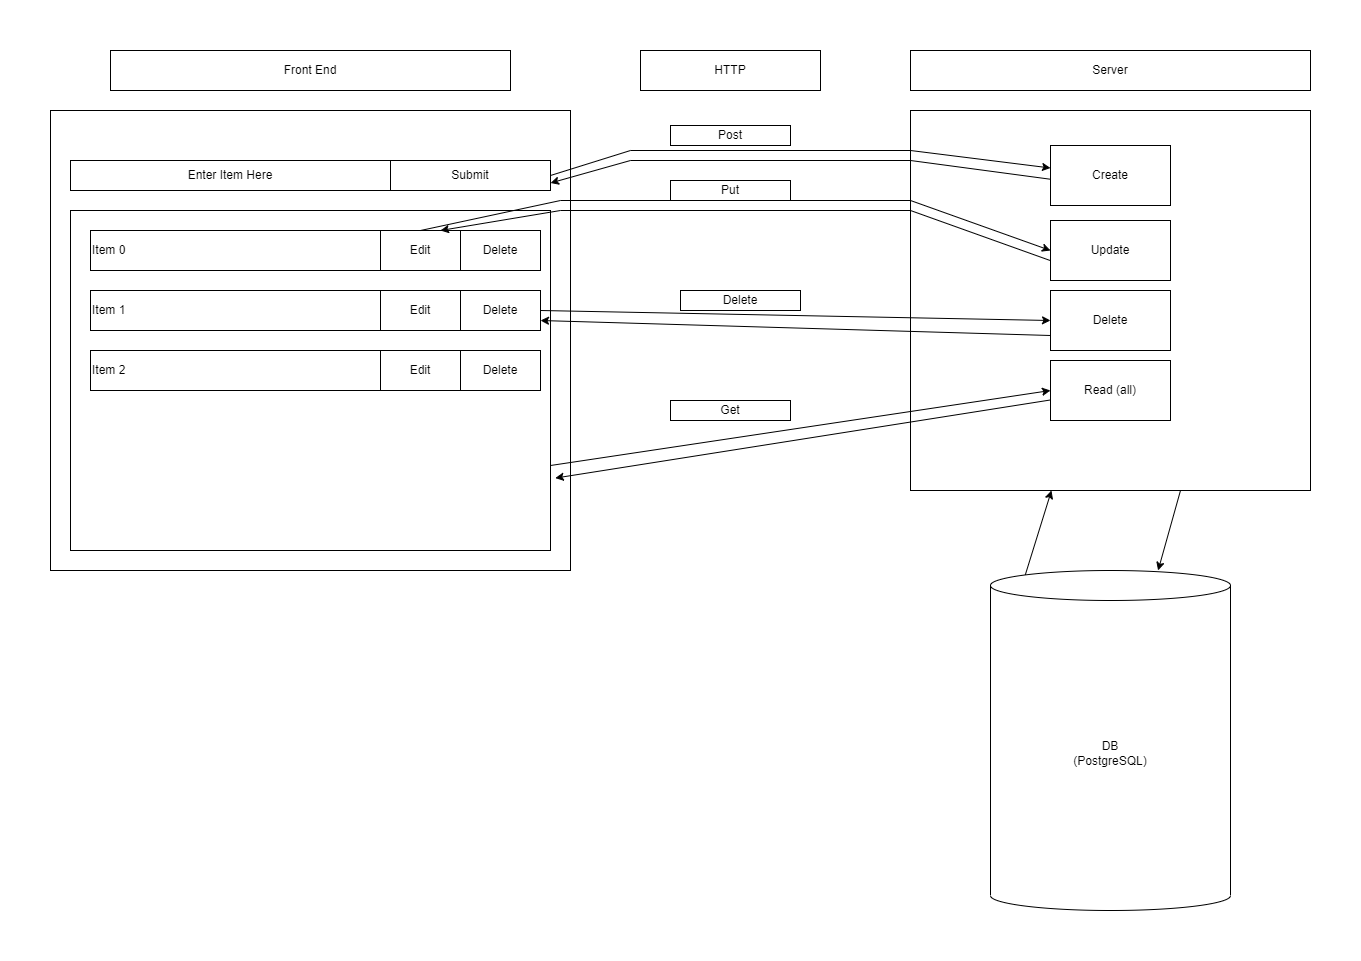 Front End
HTTP
Server
Post
Enter Item Here
Submit
Create
Put
Item 0
Edit
Delete
Update
Item 1
Edit
Delete
Delete
Delete
Item 2
Edit
Delete
Read (all)
Get
DB
(PostgreSQL)